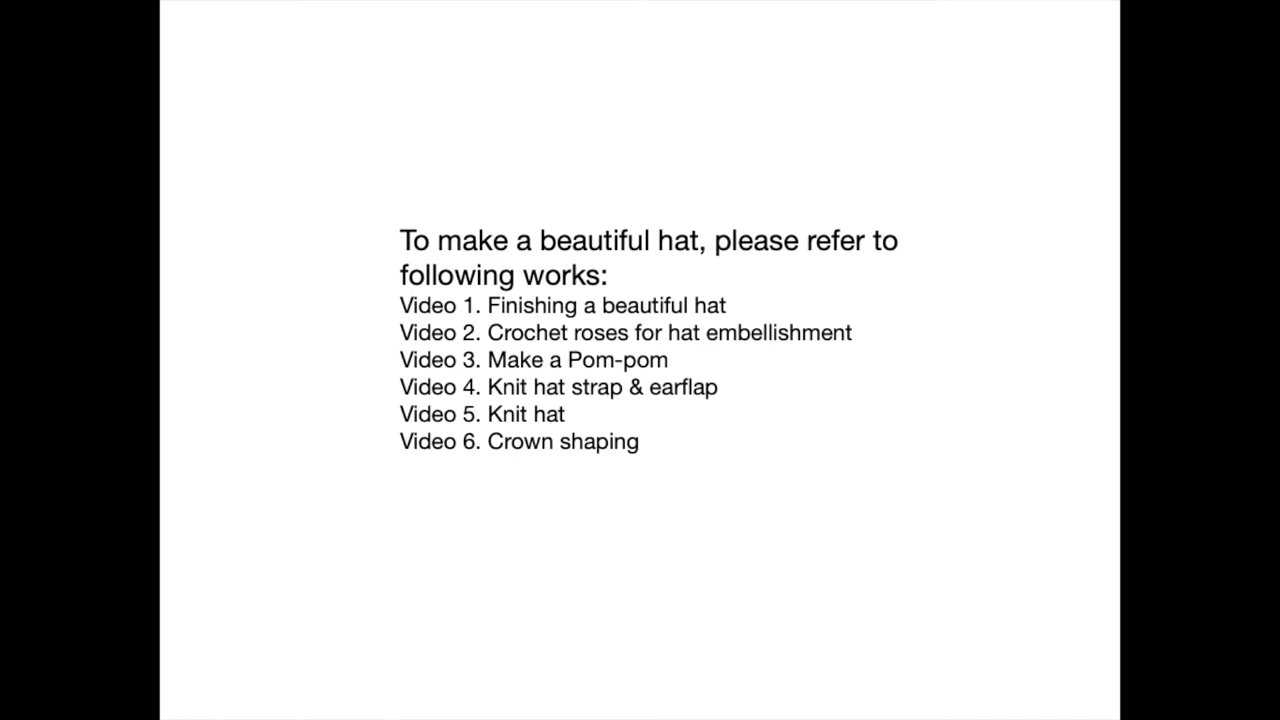 To make a beautiful hat, please refer to
following works:
Video 1. Finishing a beautiful hat
Video 2. Crochet roses for hat embellishment
Video 3. Make a Pom-pom
Video 4. Knit hat strap & earflap
Video 5. Knit hat
Video 6. Crown shaping